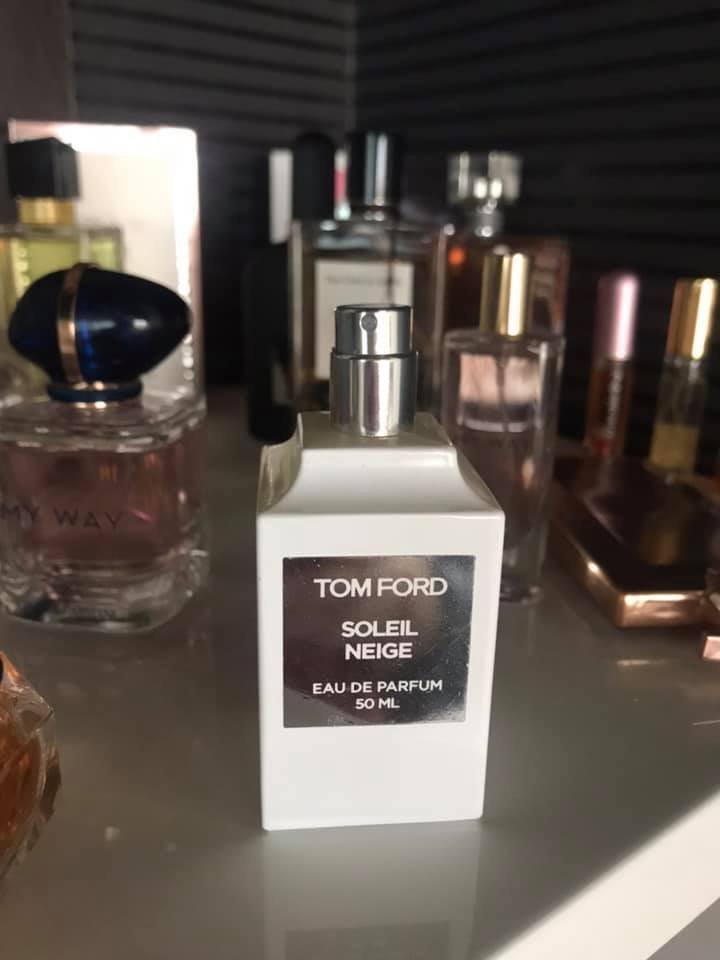 TOM FORD
SOLEIL
NEIGE
EAU DE PARFUM
50 ML
MY WAY